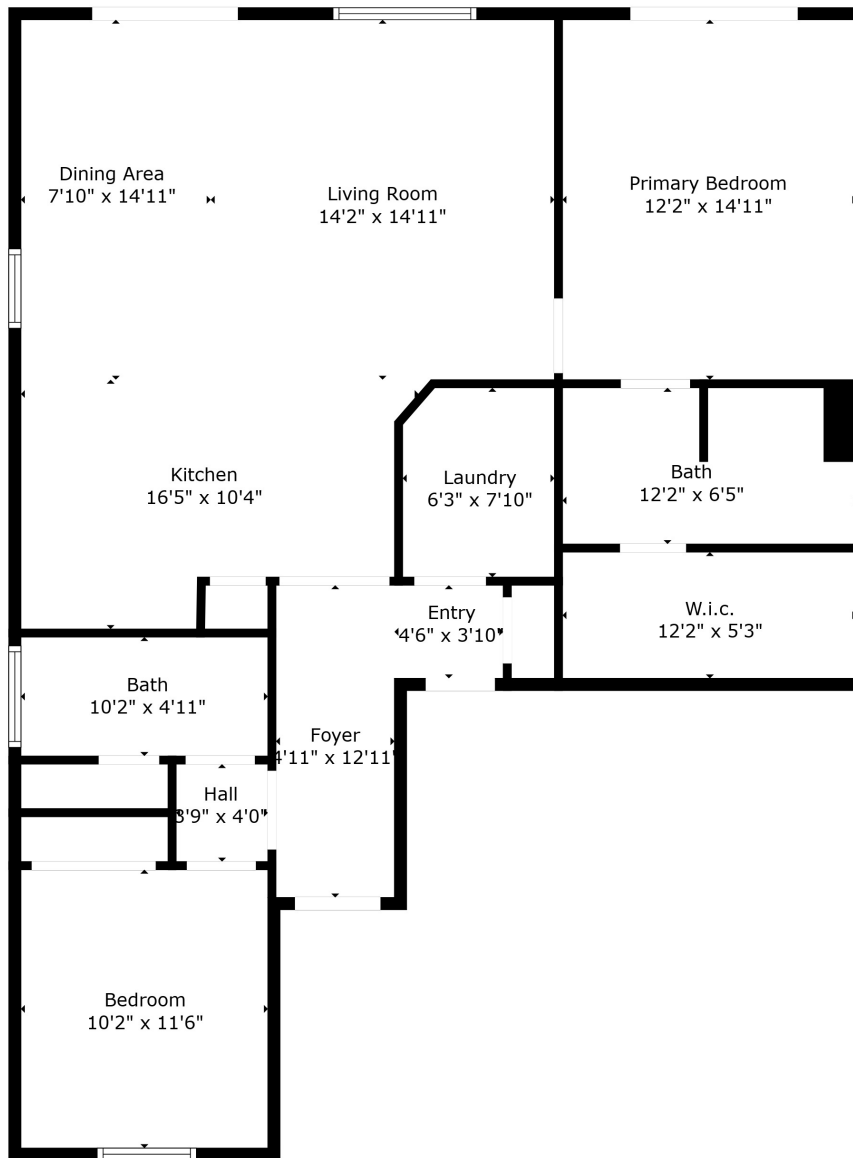 Dining Area
7'10" x 14'11"
Living Room
14'2" x 14'11"
Primary Bedroom
12'2" x 14'11"
Kitchen
16'5" x 10'4"
Laundry
6'3" x 7'10"
Bath
12'2" x 6'5"
Entry
4'6" x 3'10"
W.i.c.
12'2" x 5'3"
Bath
10'2" x 4'11"
Foyer
4'11" x 12'11"
Hall
3'9" x 4'0"
Bedroom
10'2" x 11'6"